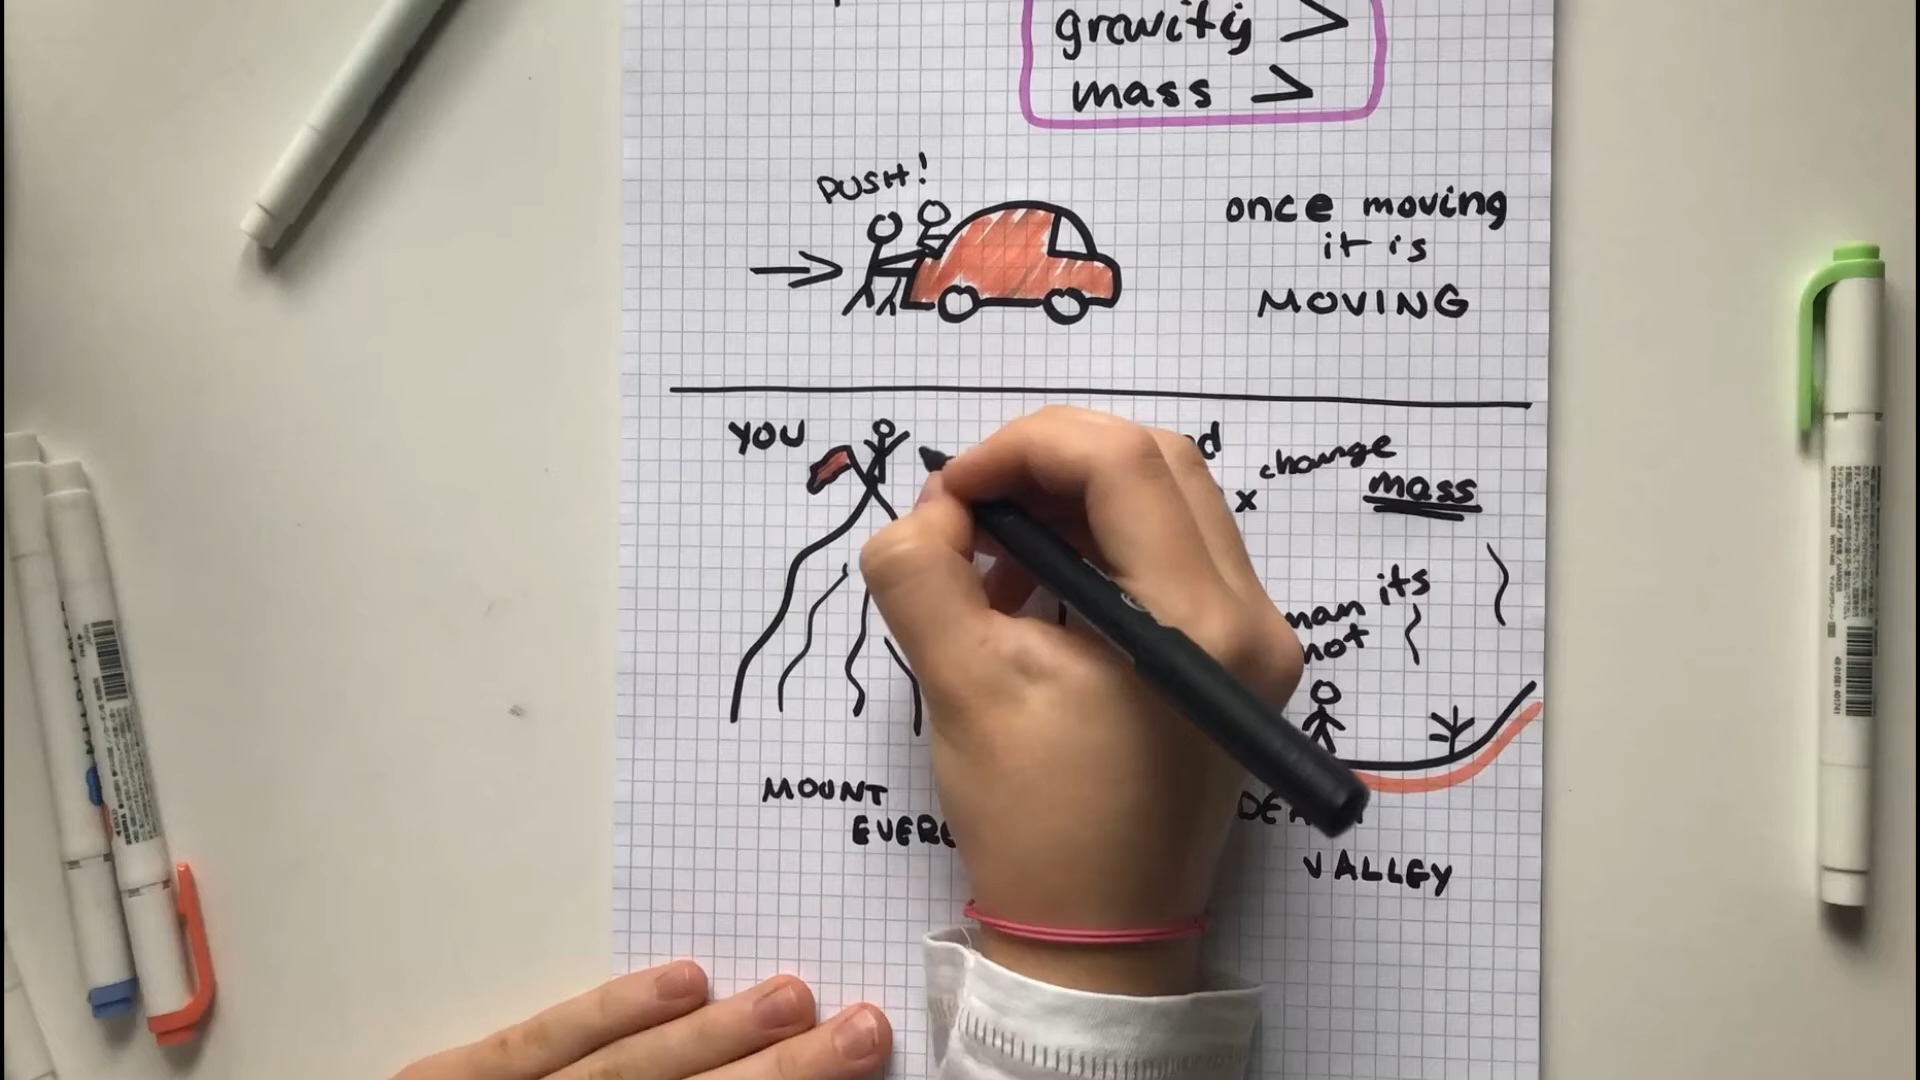 gravity >
mass >
PUSH!
once moving
it is
MOVING
YOU
x change
mass
its
not
MOUNT
VALLEY